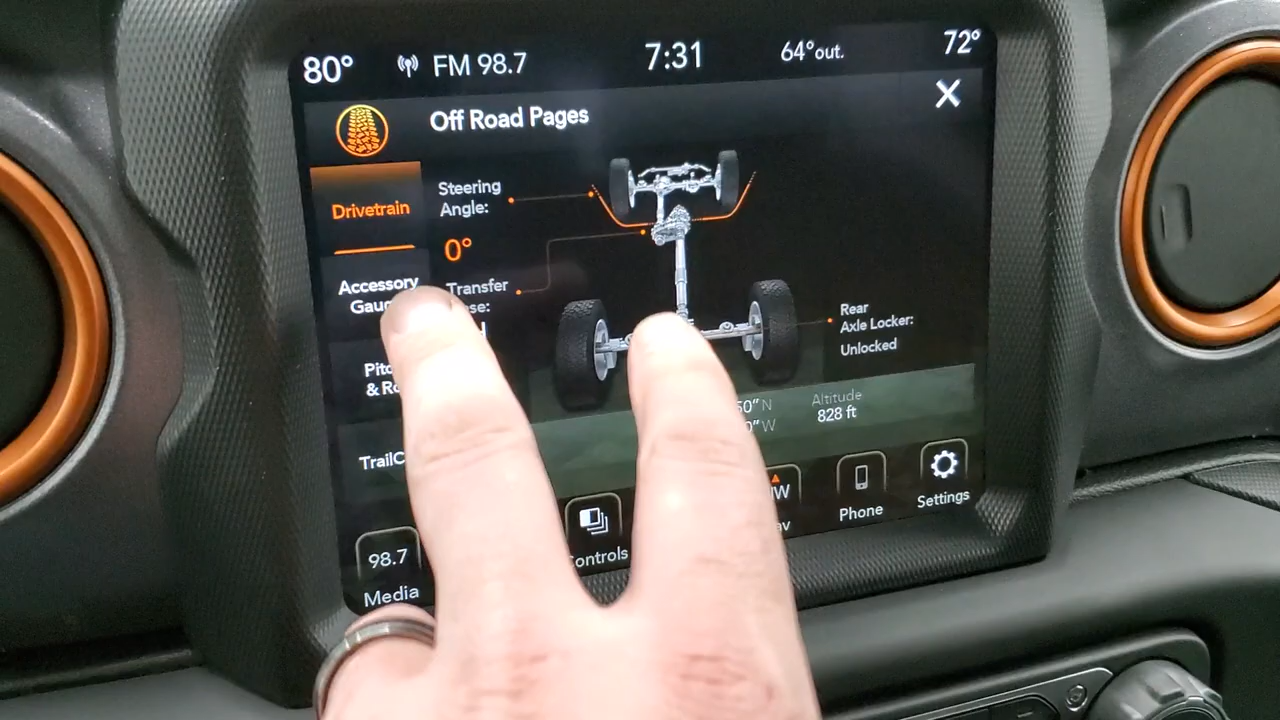 80° FM 98.7 7:31 64°out. 72°
Off Road Pages
Drivetrain
Steering
Angle:
0°
Accessory
Transfer
Rear
Axle Locker:
Unlocked
Altitude
828 ft
98.7
Media
Phone
Settings